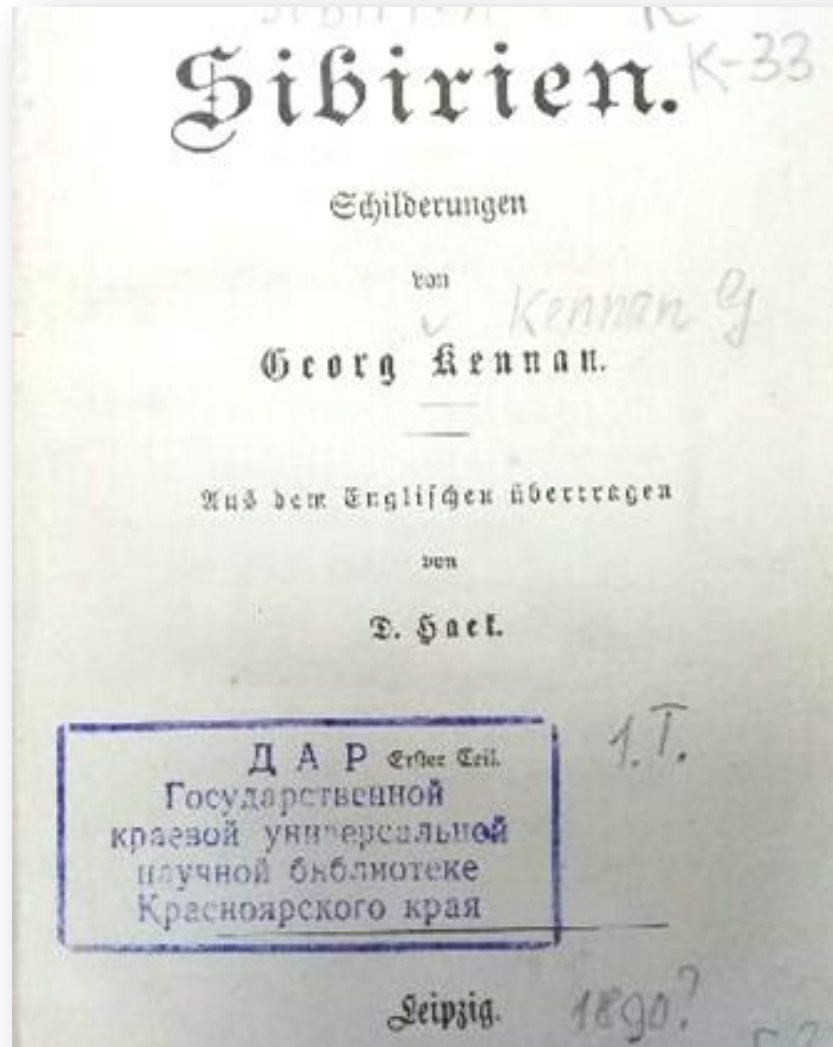 K-33
Sibirien.
Schilderungen
von
Kennan G
Georg Kennan.
Aus dem Englischen übertragen
von
D. Haek.
1. T.
ДАР Erster Teil.
Государственной
краевой универсальной
научной библиотеке
Красноярского края
Leipzig. 1890?